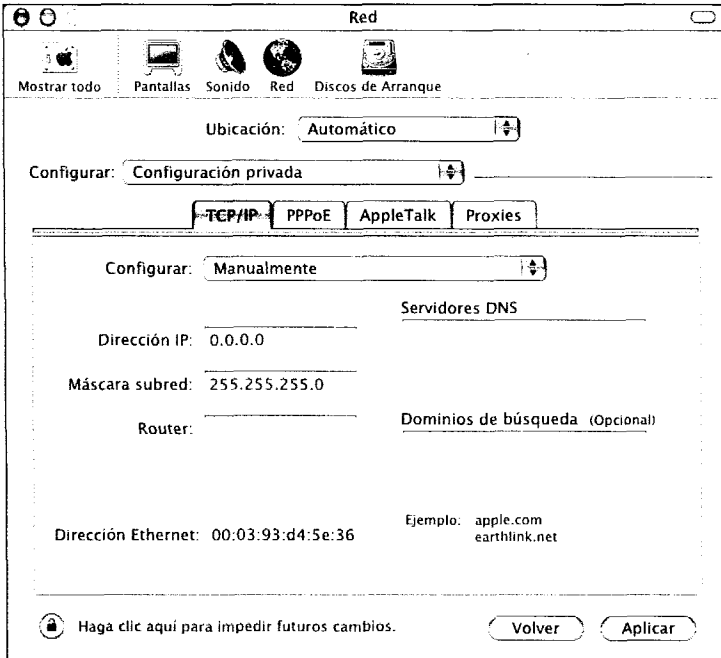 Red
Mostrar todo Pantallas Sonido Red Discos de Arranque
Ubicación: Automático
Configurar: Configuración privada
TCP/IP PPPoE AppleTalk Proxies
Configurar: Manualmente
Servidores DNS
Dirección IP: 0.0.0.0
Máscara subred: 255.255.255.0
Router:
Dominios de búsqueda (Opcional)
Dirección Ethernet: 00:03:93:d4:5e:36
Ejemplo: apple.com
earthlink.net
Haga clic aquí para impedir futuros cambios. Volver Aplicar